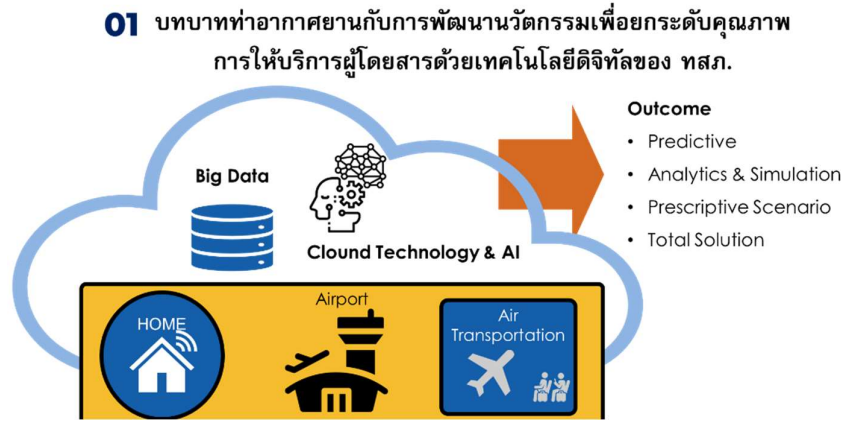 01 บทบาทท่าอากาศยานกับการพัฒนานวัตกรรมเพื่อยกระดับคุณภาพ
การให้บริการผู้โดยสารด้วยเทคโนโลยีดิจิทัลของ ทสภ.
Outcome
• Predictive
• Analytics & Simulation
• Prescriptive Scenario
• Total Solution
Big Data
Clound Technology & AI
HOME
Airport
Air
Transportation